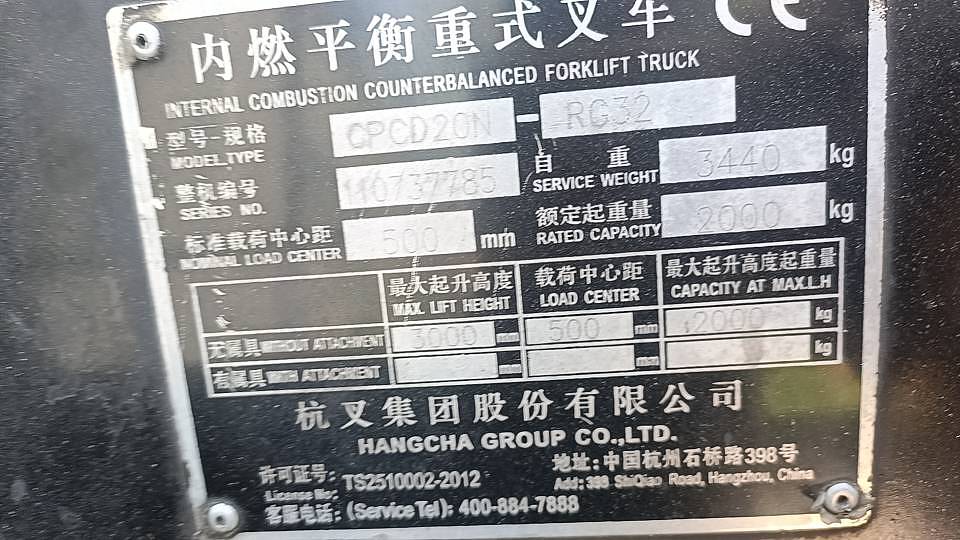 内燃平衡重式叉车 CE
INTERNAL COMBUSTION COUNTERBALANCED FORKLIFT TRUCK
型号-规格 CPCD20N - RC32
MODEL,TYPE
整机编号 110737785
SERIES NO.
自 重 3440 kg
SERVICE WEIGHT
标准载荷中心距 500 mm
NOMINAL LOAD CENTER
额定起重量 2000 kg
RATED CAPACITY
最大起升高度 载荷中心距 最大起升高度起重量
MAX. LIFT HEIGHT LOAD CENTER CAPACITY AT MAX.L.H
无属具 WITHOUT ATTACHMENT 3000 mm 500 mm 2000 kg
有属具 WITH ATTACHMENT mm mm kg
杭叉集团股份有限公司
HANGCHA GROUP CO.,LTD.
许可证号: TS2510002-2012
License No:
地址: 中国杭州石桥路398号
Add: 398 ShiQiao Road, Hangzhou, China
客服电话: (Service Tel): 400-884-7888